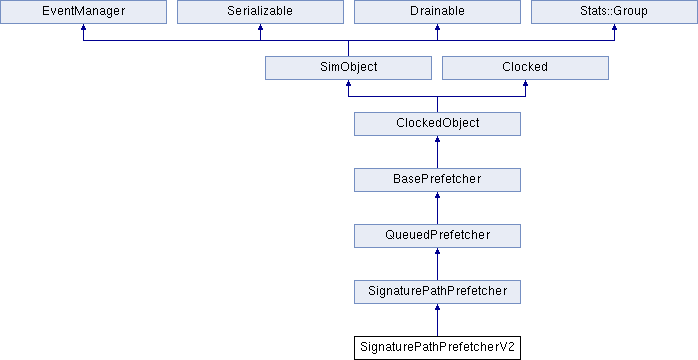 EventManager
Serializable
Drainable
Stats::Group
SimObject
Clocked
ClockedObject
BasePrefetcher
QueuedPrefetcher
SignaturePathPrefetcher
SignaturePathPrefetcherV2